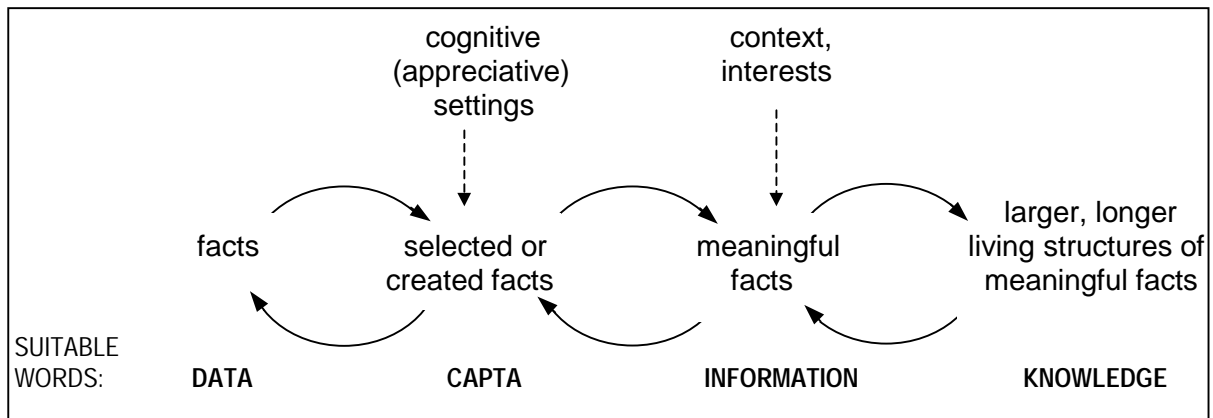 cognitive
(appreciative)
settings
context,
interests
facts
selected or
created facts
meaningful
facts
larger, longer
living structures of
meaningful facts
SUITABLE
WORDS:
DATA
CAPTA
INFORMATION
KNOWLEDGE